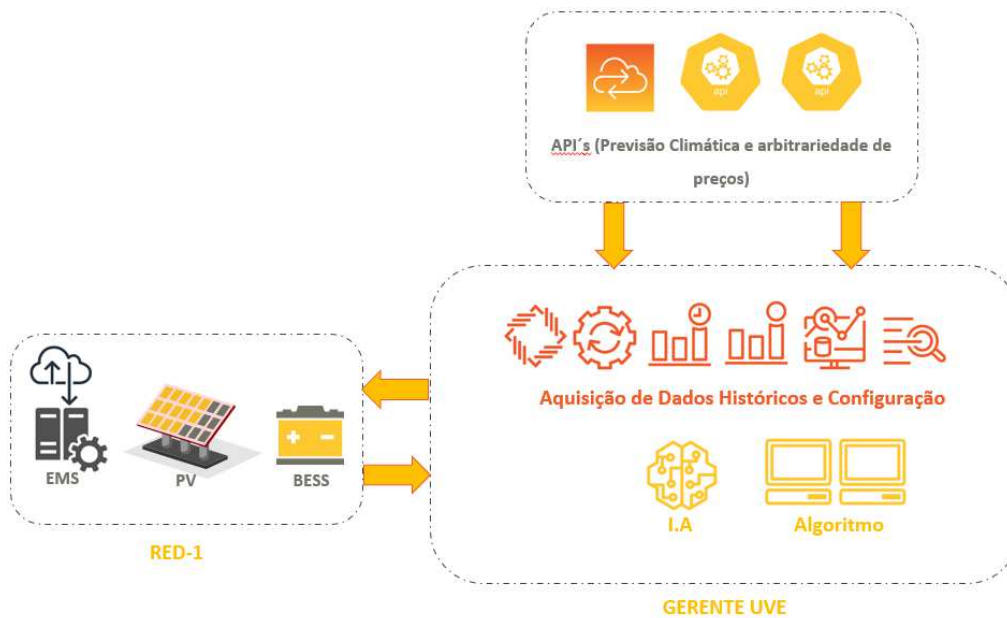 api
api
API´s (Previsão Climática e arbitrariedade de
preços)
Aquisição de Dados Históricos e Configuração
EMS
PV
BESS
I.A
Algoritmo
RED-1
GERENTE UVE